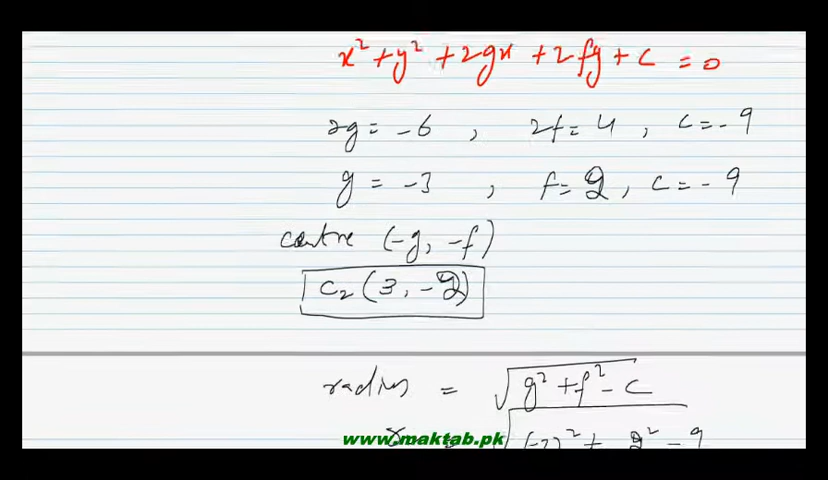 x² + y² + 2gx + 2fy + c = 0
2g = -6 , 2f = 4 , c = -9
g = -3 , f = 2 , c = -9
centre (-g, -f)
C₂ (3, -2)
radius = √g² + f² - c
www.maktab.pk